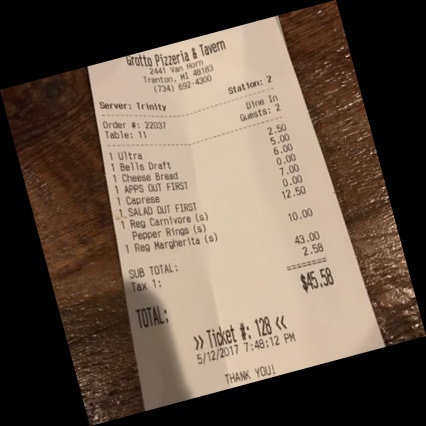 Grotto Pizzeria & Tavern
2441 Van Horn
Trenton, MI 48183
(734) 692-4300
Station: 2
Server: Trinity
Order #: 22037 Dine In
Table: 11 Guests: 2
1 Ultra 2.50
1 Bells Draft 5.00
1 Cheese Bread 6.00
1 APPS OUT FIRST 0.00
1 Caprese 7.00
1 SALAD OUT FIRST 0.00
1 Reg Carnivore (s) 12.50
Pepper Rings (s)
1 Reg Margherita (s) 10.00
SUB TOTAL: 43.00
Tax 1: 2.58
========
TOTAL: $45.58
>> Ticket #: 128 <<
5/12/2017 7:48:12 PM
THANK YOU!